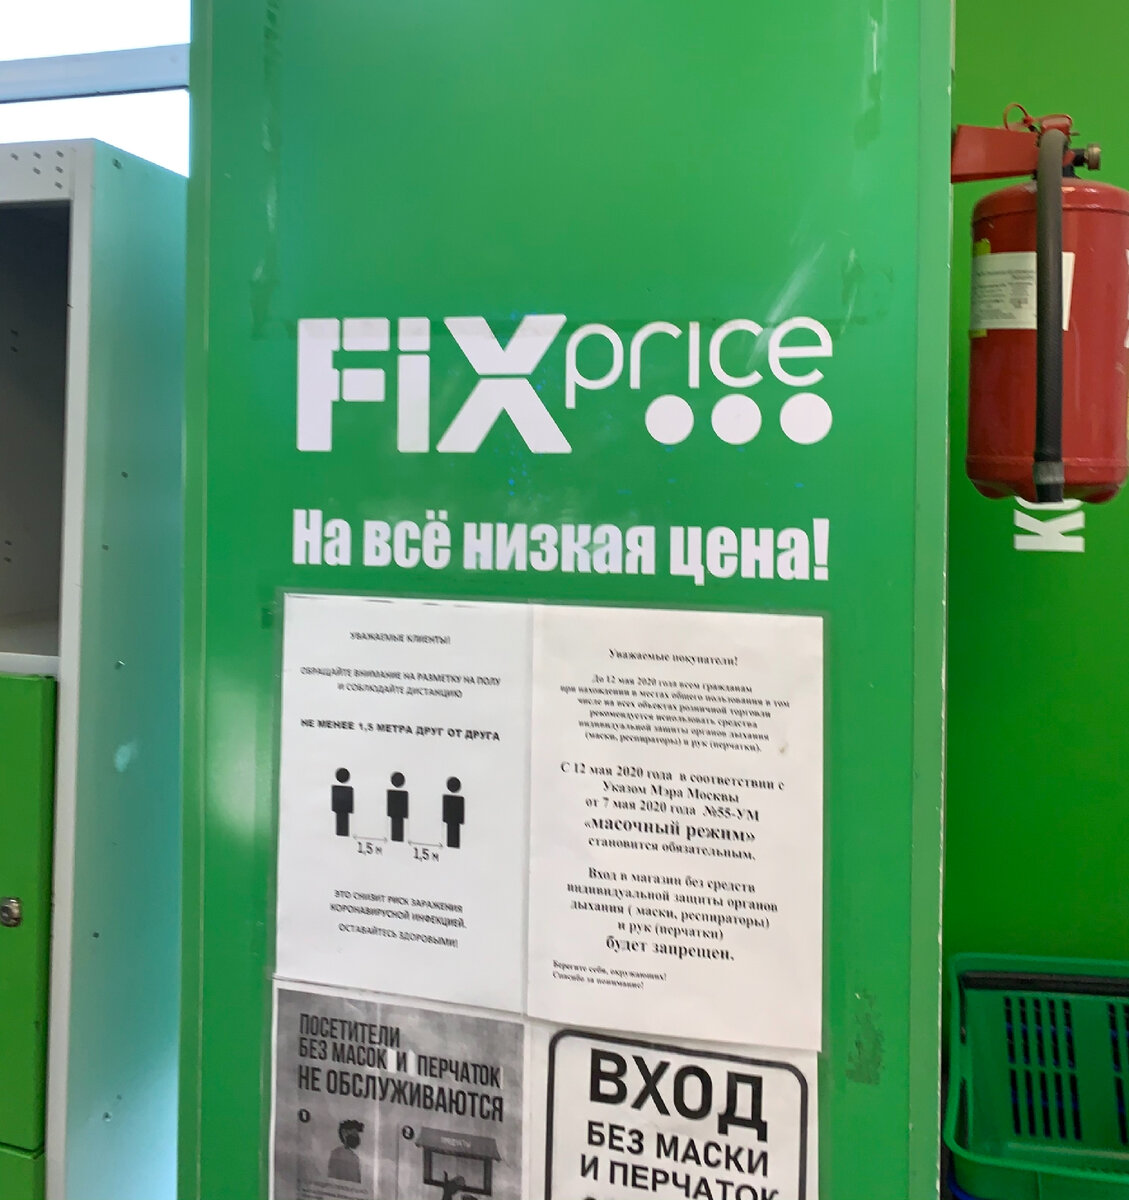 Fix price
На всё низкая цена!
УВАЖАЕМЫЕ КЛИЕНТЫ!
ОБРАЩАЙТЕ ВНИМАНИЕ НА РАЗМЕТКУ НА ПОЛУ
И СОБЛЮДАЙТЕ ДИСТАНЦИЮ
НЕ МЕНЕЕ 1,5 МЕТРА ДРУГ ОТ ДРУГА
1,5 м
1,5 м
ЭТО СНИЗИТ РИСК ЗАРАЖЕНИЯ
КОРОНАВИРУСНОЙ ИНФЕКЦИЕЙ.
ОСТАВАЙТЕСЬ ЗДОРОВЫМИ!
Уважаемые покупатели!
До 12 мая 2020 года всем гражданам
при нахождении в местах общего пользования в том
числе на всех объектах розничной торговли
рекомендуется использовать средства
индивидуальной защиты органов дыхания
(маски, респираторы) и рук (перчатки).
С 12 мая 2020 года в соответствии с
Указом Мэра Москвы
от 7 мая 2020 года №55-УМ
«масочный режим»
становится обязательным.
Вход в магазин без средств
индивидуальной защиты органов
дыхания ( маски, респираторы)
и рук (перчатки)
будет запрещен.
Берегите себя, окружающих!
Спасибо за понимание!
ПОСЕТИТЕЛИ
БЕЗ МАСОК И ПЕРЧАТОК
НЕ ОБСЛУЖИВАЮТСЯ
1
2
ПРОДУКТЫ
ВХОД
БЕЗ МАСКИ
И ПЕРЧАТОК